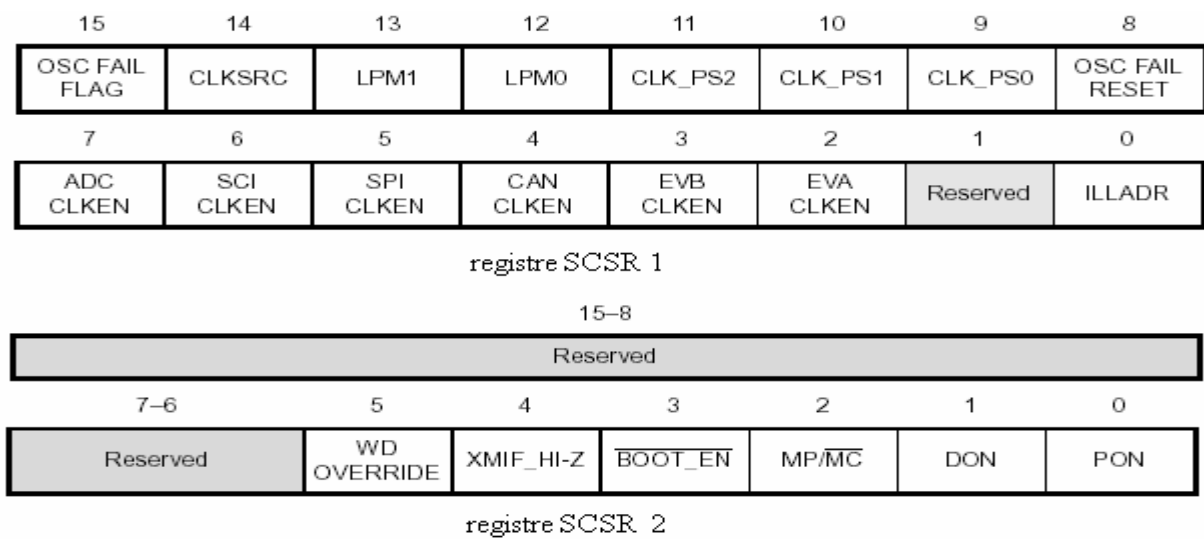 15 14 13 12 11 10 9 8
OSC FAIL FLAG CLKSRC LPM1 LPM0 CLK_PS2 CLK_PS1 CLK_PS0 OSC FAIL RESET
7 6 5 4 3 2 1 0
ADC CLKEN SCI CLKEN SPI CLKEN CAN CLKEN EVB CLKEN EVA CLKEN Reserved ILLADR
registre SCSR 1
15–8
Reserved
7–6 5 4 3 2 1 0
Reserved WD OVERRIDE XMIF_HI-Z BOOT_EN MP/MC DON PON
registre SCSR 2